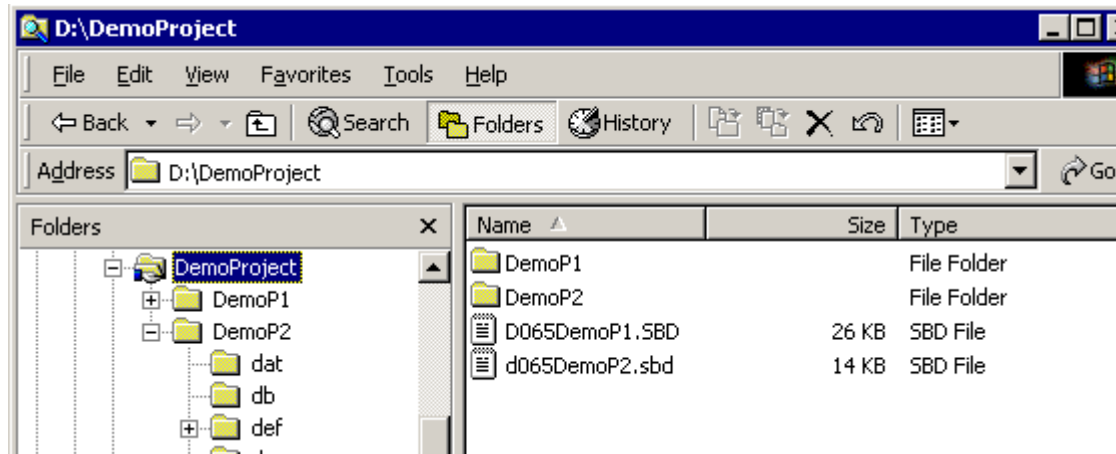 D:\DemoProject
File Edit View Favorites Tools Help
Back Search Folders History
Address D:\DemoProject Go
Folders
DemoProject
DemoP1
DemoP2
dat
db
def
Name Size Type
DemoP1 File Folder
DemoP2 File Folder
D065DemoP1.SBD 26 KB SBD File
d065DemoP2.sbd 14 KB SBD File